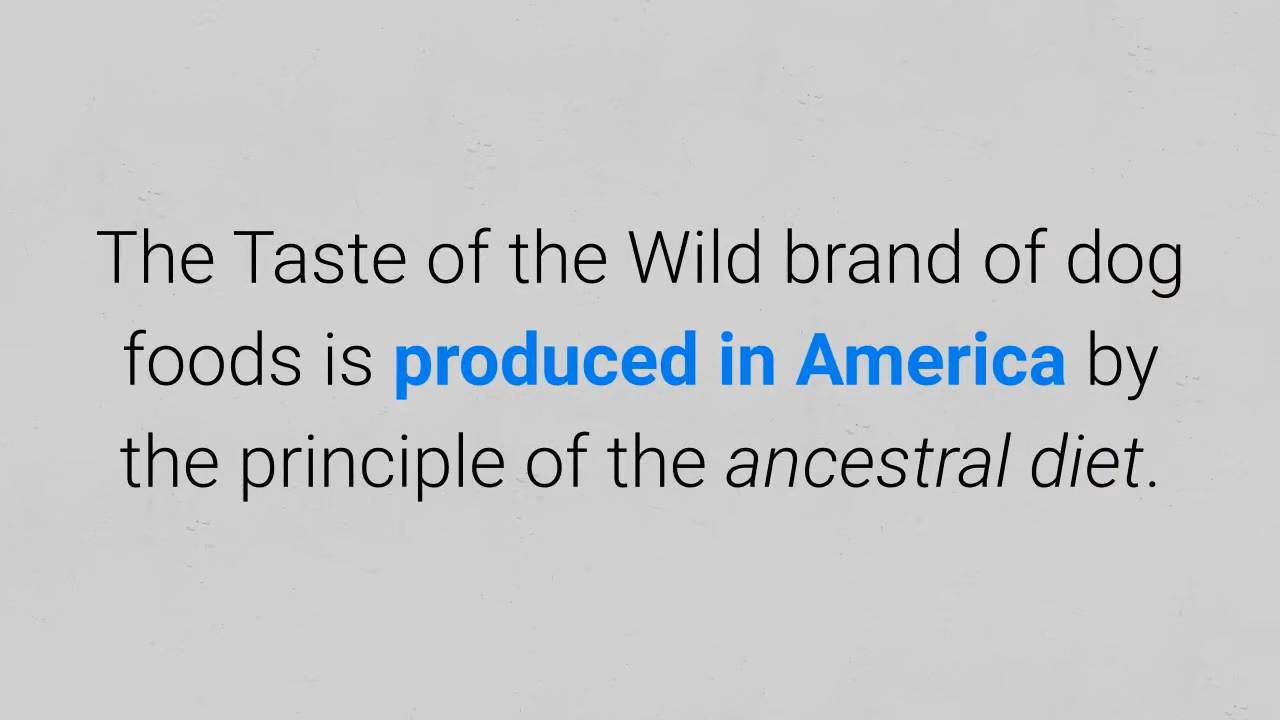 The Taste of the Wild brand of dog
foods is produced in America by
the principle of the ancestral diet.